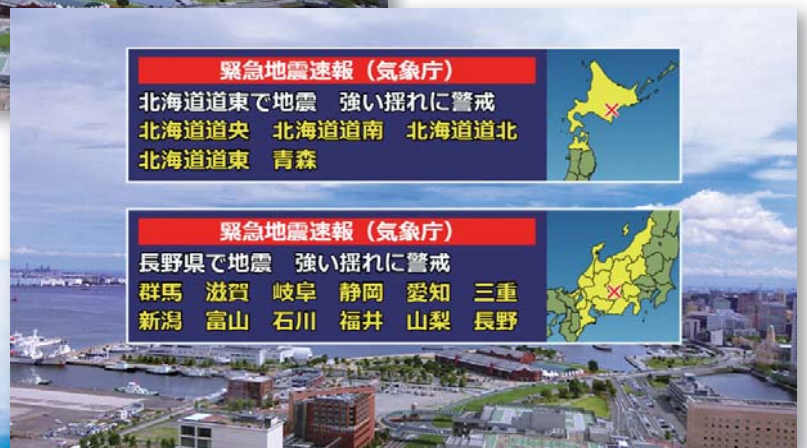 緊急地震速報（気象庁）
北海道道東で地震　強い揺れに警戒
北海道道央　北海道道南　北海道道北
北海道道東　青森
緊急地震速報（気象庁）
長野県で地震　強い揺れに警戒
群馬　滋賀　岐阜　静岡　愛知　三重
新潟　富山　石川　福井　山梨　長野